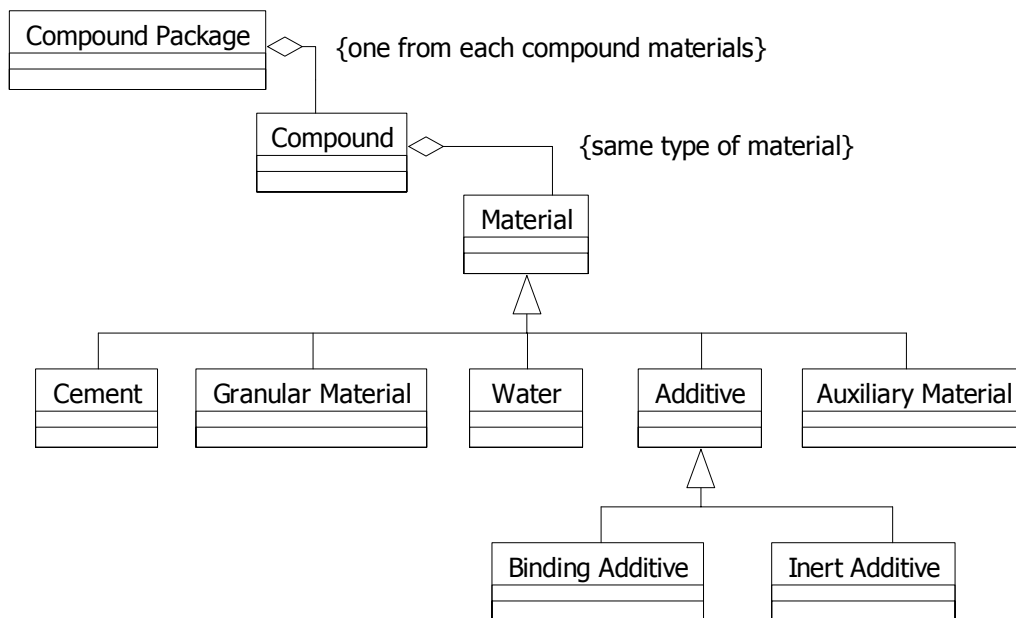 Compound Package
{one from each compound materials}
Compound
{same type of material}
Material
Cement
Granular Material
Water
Additive
Auxiliary Material
Binding Additive
Inert Additive